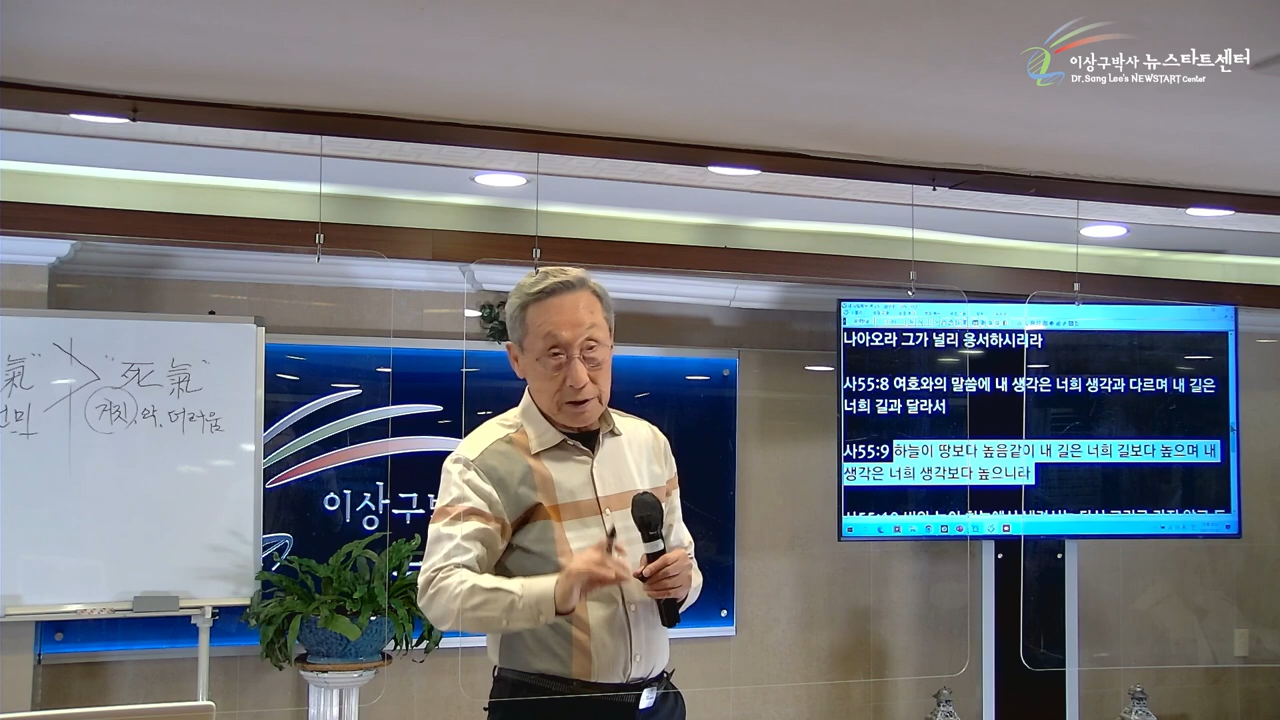 이상구박사 뉴스타트센터
Dr. Sang Lee's NEWSTART Center
氣" > "死氣"
거짓, 악, 더러움
이상구박
나아오라 그가 널리 용서하시리라
사55:8 여호와의 말씀에 내 생각은 너희 생각과 다르며 내 길은
너희 길과 달라서
사55:9 하늘이 땅보다 높음같이 내 길은 너희 길보다 높으며 내
생각은 너희 생각보다 높으니라